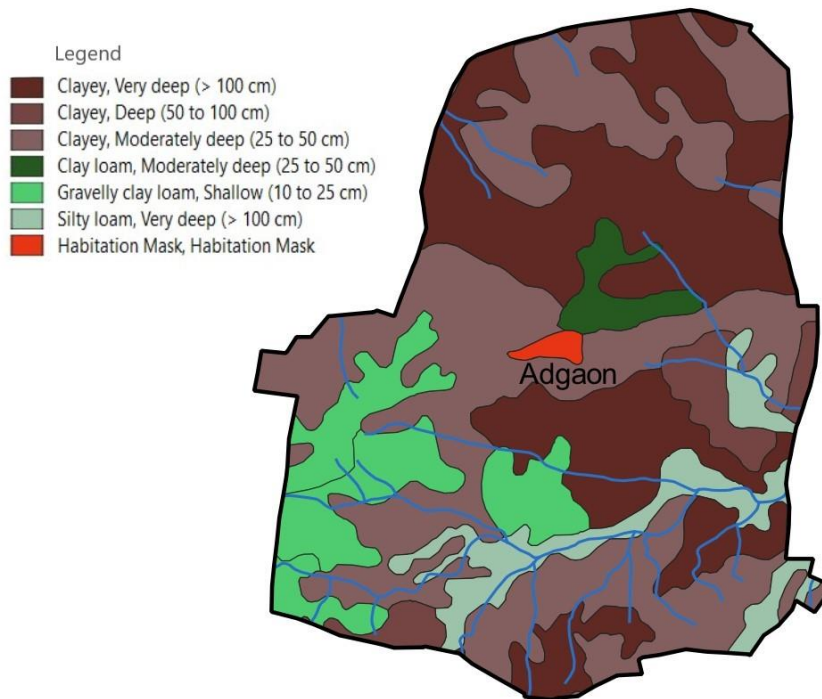 Legend
Clayey, Very deep (> 100 cm)
Clayey, Deep (50 to 100 cm)
Clayey, Moderately deep (25 to 50 cm)
Clay loam, Moderately deep (25 to 50 cm)
Gravelly clay loam, Shallow (10 to 25 cm)
Silty loam, Very deep (> 100 cm)
Habitation Mask, Habitation Mask
Adgaon